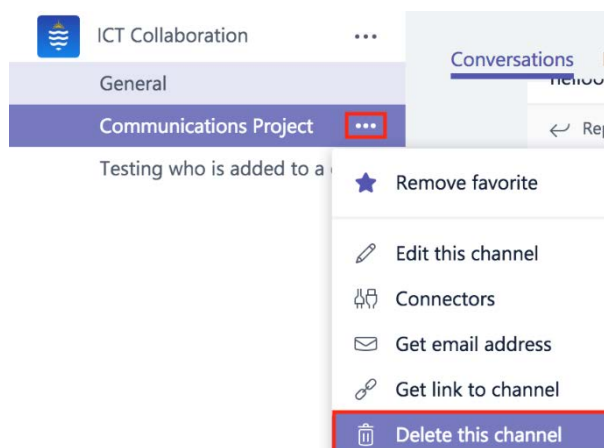 ICT Collaboration
Conversations
General
Communications Project
Testing who is added to a
Remove favorite
Edit this channel
Connectors
Get email address
Get link to channel
Delete this channel